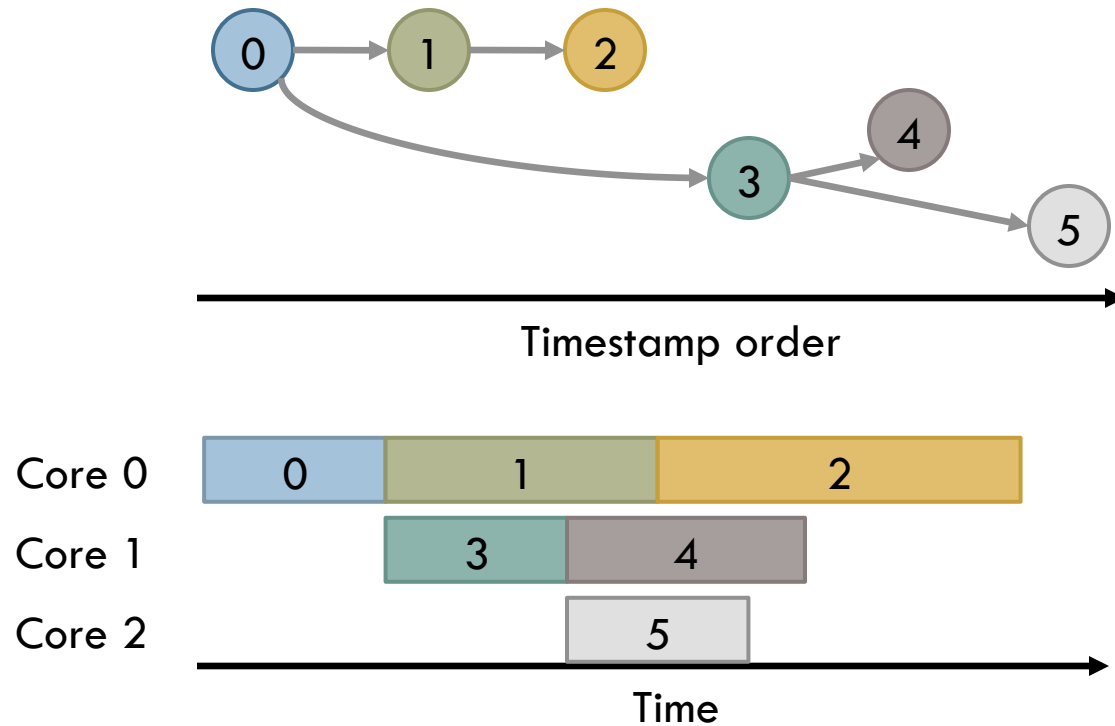 0 1 2
4
3
5
Timestamp order
Core 0 0 1 2
Core 1 3 4
Core 2 5
Time